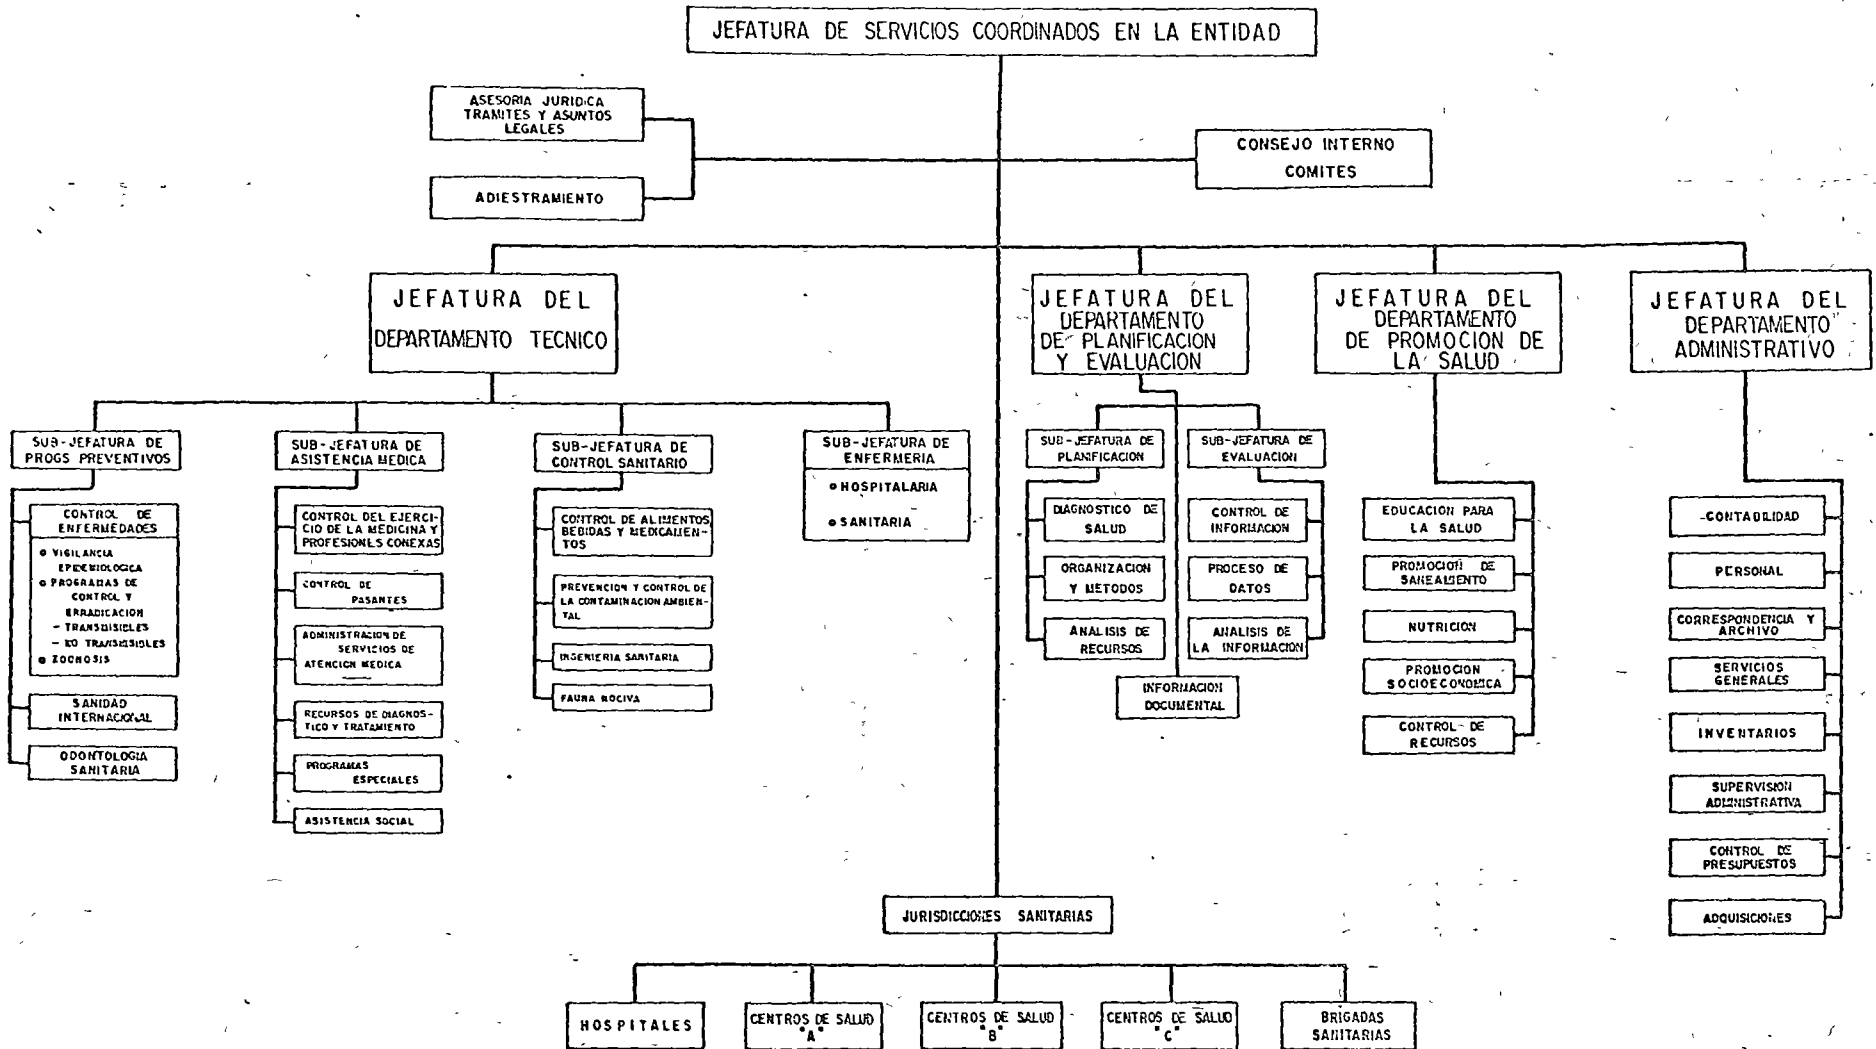 JEFATURA DE SERVICIOS COORDINADOS EN LA ENTIDAD
ASESORIA JURIDICA
TRAMITES Y ASUNTOS
LEGALES
ADIESTRAMIENTO
CONSEJO INTERNO
COMITES
JEFATURA DEL
DEPARTAMENTO TECNICO
JEFATURA DEL
DEPARTAMENTO
DE PLANIFICACION
Y EVALUACION
JEFATURA DEL
DEPARTAMENTO
DE PROMOCION DE
LA SALUD
JEFATURA DEL
DEPARTAMENTO
ADMINISTRATIVO
SUB-JEFATURA DE
PROGS PREVENTIVOS
CONTROL DE
ENFERMEDADES
VIGILANCIA
EPIDEMIOLOGICA
PROGRAMAS DE
CONTROL Y
ERRADICACION
- TRANSMISIBLES
- NO TRANSMISIBLES
ZOONOSIS
SANIDAD
INTERNACIONAL
ODONTOLOGIA
SANITARIA
SUB-JEFATURA DE
ASISTENCIA MEDICA
CONTROL DEL EJERCI-
CIO DE LA MEDICINA Y
PROFESIONES CONEXAS
CONTROL DE
PASANTES
ADMINISTRACION DE
SERVICIOS DE
ATENCION MEDICA
RECURSOS DE DIAGNOS-
TICO Y TRATAMIENTO
PROGRAMAS
ESPECIALES
ASISTENCIA SOCIAL
SUB-JEFATURA DE
CONTROL SANITARIO
CONTROL DE ALIMENTOS,
BEBIDAS Y MEDICAMEN-
TOS
PREVENCION Y CONTROL DE
LA CONTAMINACION AMBIEN-
TAL
INGENIERIA SANITARIA
FAUNA NOCIVA
SUB-JEFATURA DE
ENFERMERIA
HOSPITALARIA
SANITARIA
SUB-JEFATURA DE
PLANIFICACION
DIAGNOSTICO DE
SALUD
ORGANIZACION
Y METODOS
ANALISIS DE
RECURSOS
SUB-JEFATURA DE
EVALUACION
CONTROL DE
INFORMACION
PROCESO DE
DATOS
ANALISIS DE
LA INFORMACION
INFORMACION
DOCUMENTAL
EDUCACION PARA
LA SALUD
PROMOCION DE
SANEAMIENTO
NUTRICION
PROMOCION
SOCIOECONOMICA
CONTROL DE
RECURSOS
CONTABILIDAD
PERSONAL
CORRESPONDENCIA Y
ARCHIVO
SERVICIOS
GENERALES
INVENTARIOS
SUPERVISION
ADMINISTRATIVA
CONTROL DE
PRESUPUESTOS
ADQUISICIONES
JURISDICCIONES SANITARIAS
HOSPITALES
CENTROS DE SALUD
"A"
CENTROS DE SALUD
"B"
CENTROS DE SALUD
"C"
BRIGADAS
SANITARIAS